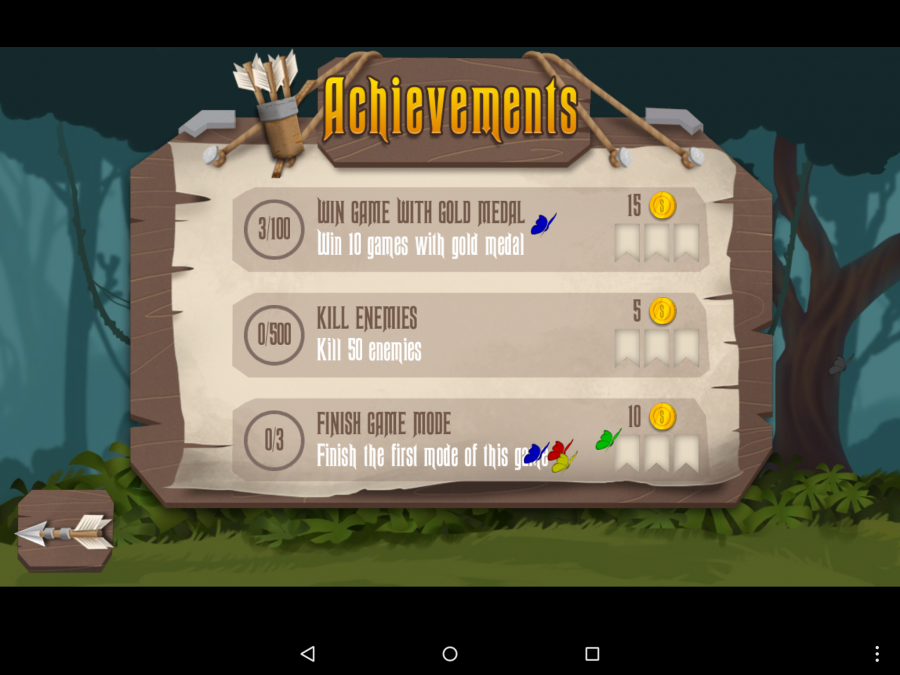 Achievements
3/100
WIN GAME WITH GOLD MEDAL
Win 10 games with gold medal
15
0/500
KILL ENEMIES
Kill 50 enemies
5
0/3
FINISH GAME MODE
Finish the first mode of this game
10